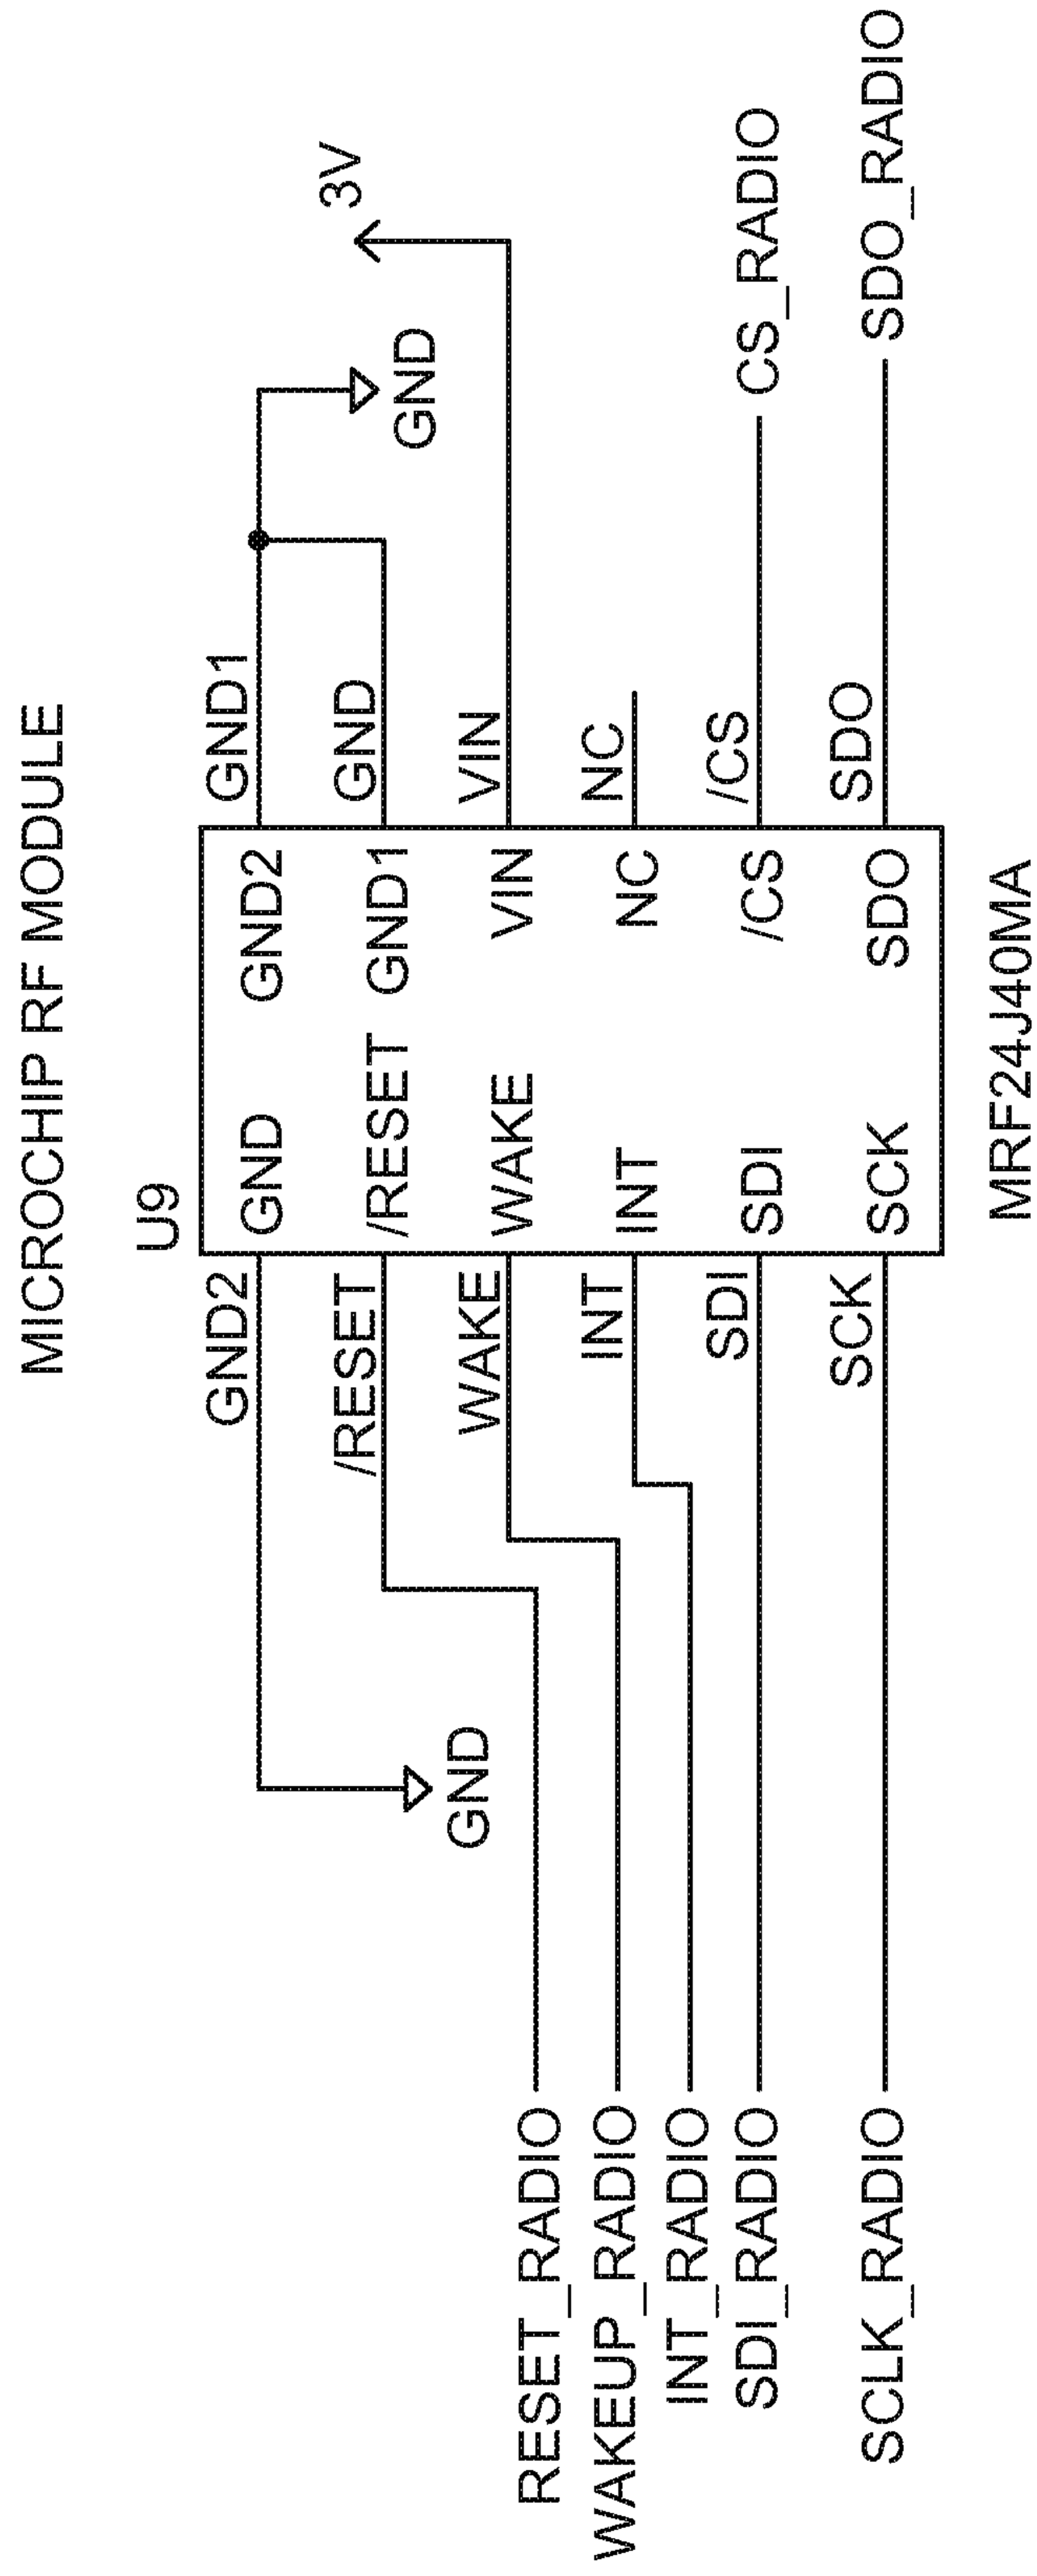 MICROCHIP RF MODULE
U9
GND2
GND
GND2
GND1
/RESET
/RESET
GND1
GND
WAKE
WAKE
VIN
VIN
INT
INT
NC
NC
SDI
SDI
/CS
/CS
SCK
SCK
SDO
SDO
GND
GND
3V
RESET_RADIO
WAKEUP_RADIO
INT_RADIO
SDI_RADIO
CS_RADIO
SCLK_RADIO
SDO_RADIO
MRF24J40MA